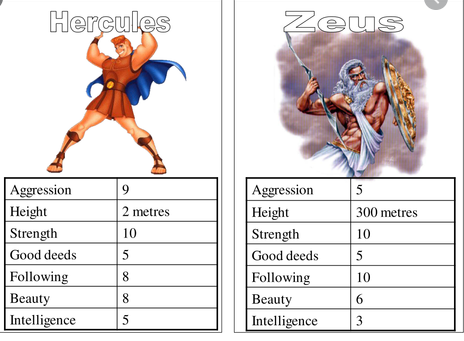 Hercules
Aggression 9
Height 2 metres
Strength 10
Good deeds 5
Following 8
Beauty 8
Intelligence 5
Zeus
Aggression 5
Height 300 metres
Strength 10
Good deeds 5
Following 10
Beauty 6
Intelligence 3